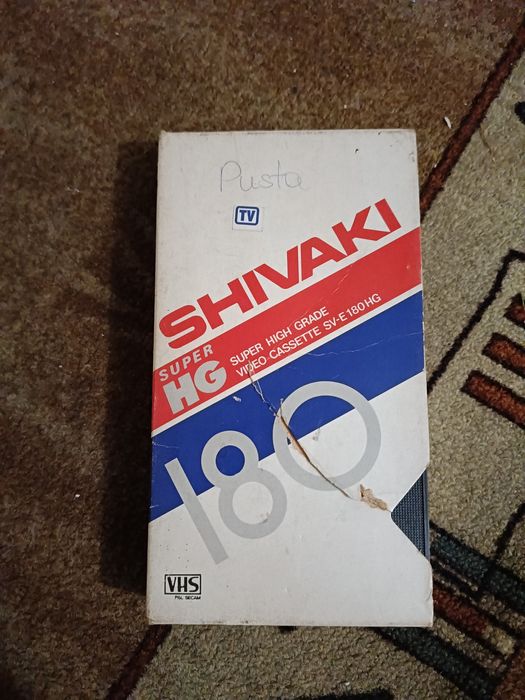 Pusta
TV
SHIVAKI
SUPER
HG
SUPER HIGH GRADE
VIDEO CASSETTE SV-E180HG
180
VHS
PAL SECAM